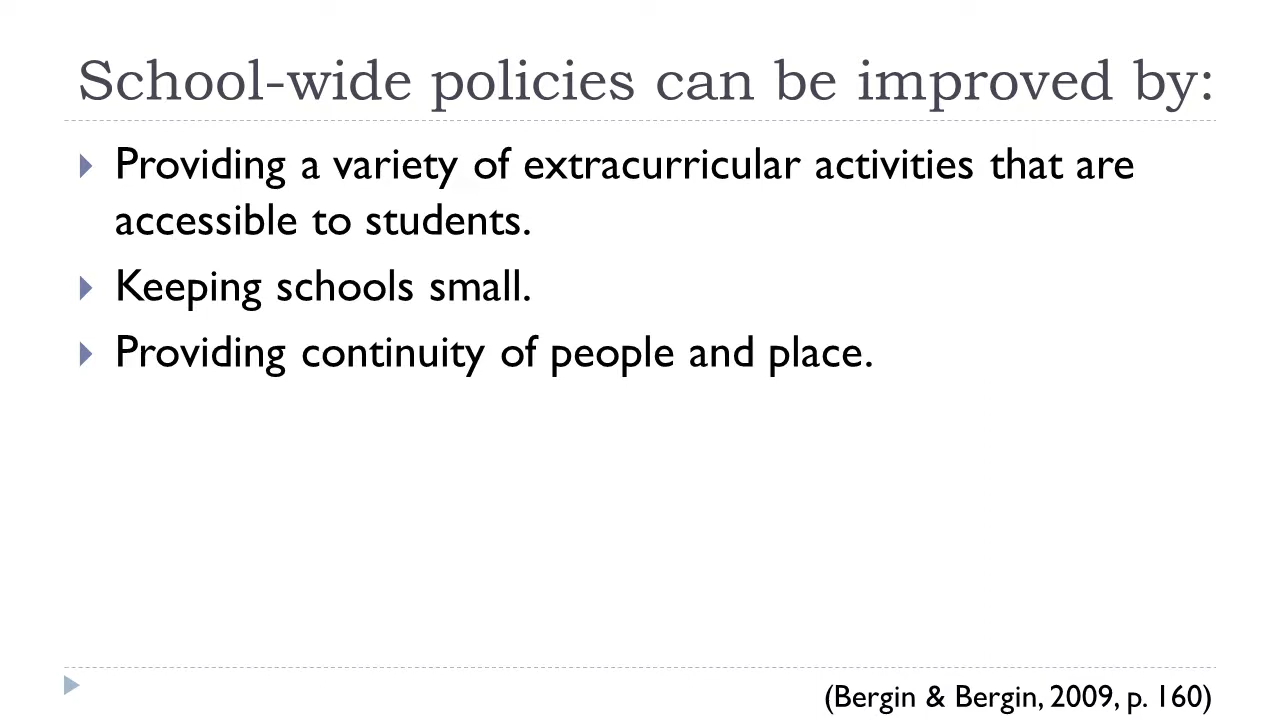 School-wide policies can be improved by:
Providing a variety of extracurricular activities that are
accessible to students.
Keeping schools small.
Providing continuity of people and place.
(Bergin & Bergin, 2009, p. 160)